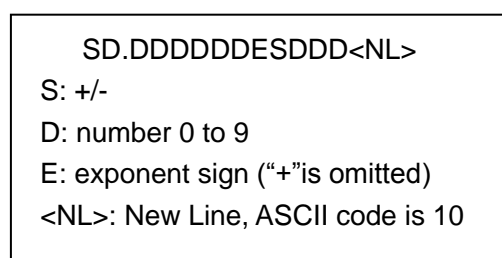 SD.DDDDDDESDDD<NL>
S: +/-
D: number 0 to 9
E: exponent sign (“+”is omitted)
<NL>: New Line, ASCII code is 10